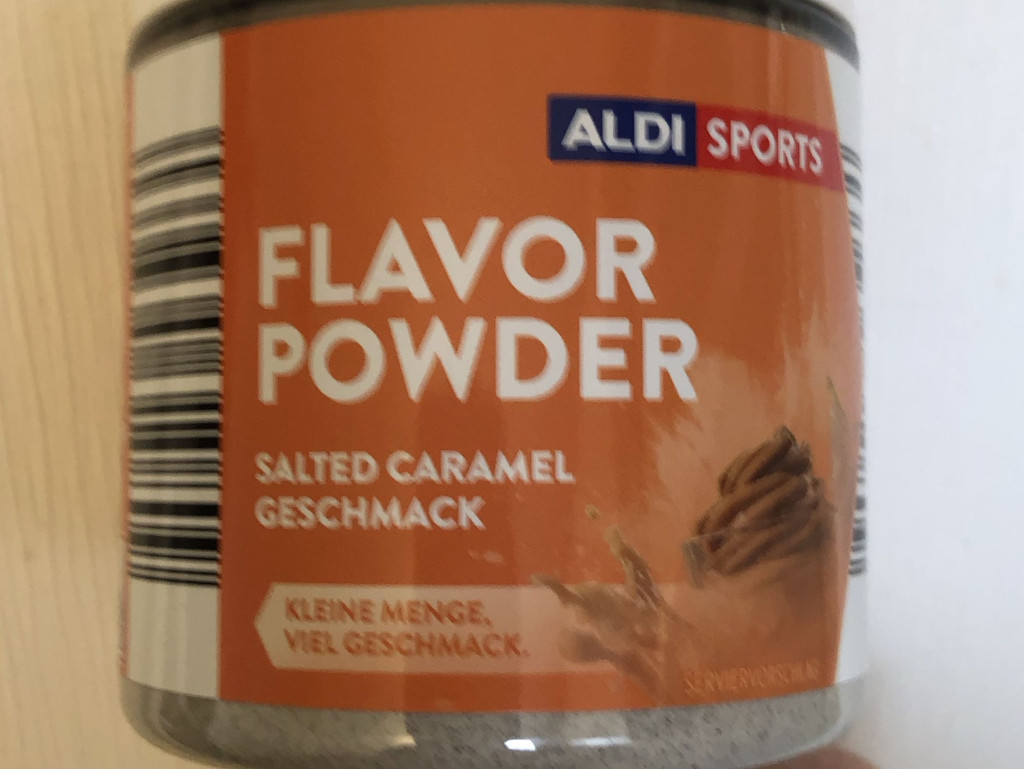 ALDI SPORTS
FLAVOR
POWDER
SALTED CARAMEL
GESCHMACK
KLEINE MENGE,
VIEL GESCHMACK.
SERVIERVORSCHLAG